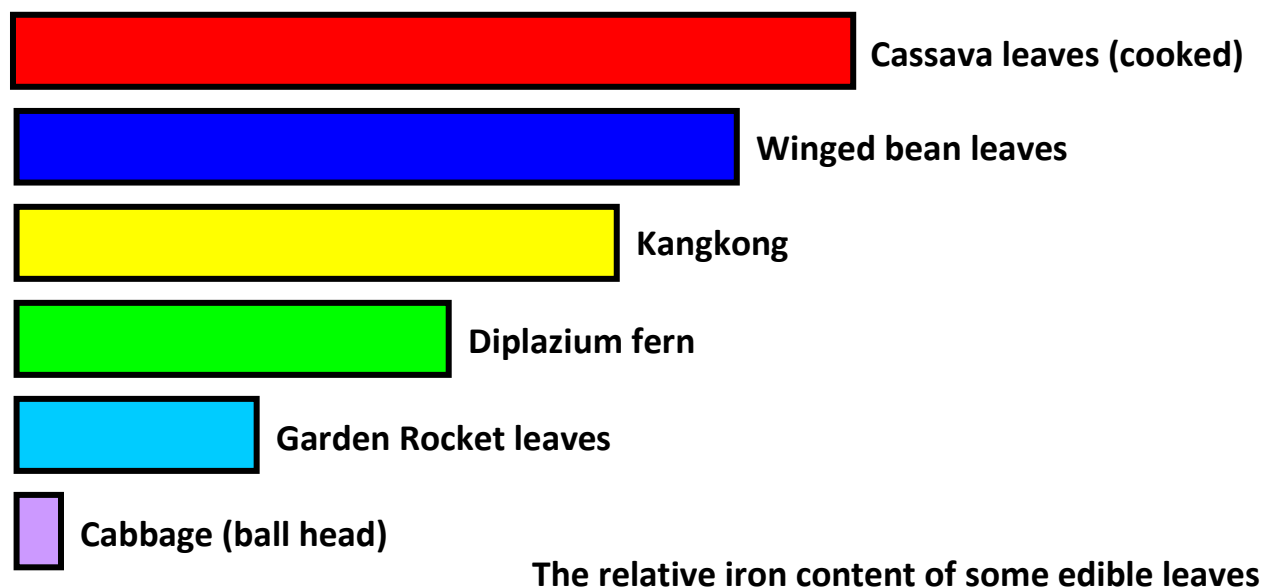 Cassava leaves (cooked)
Winged bean leaves
Kangkong
Diplazium fern
Garden Rocket leaves
Cabbage (ball head)
The relative iron content of some edible leaves